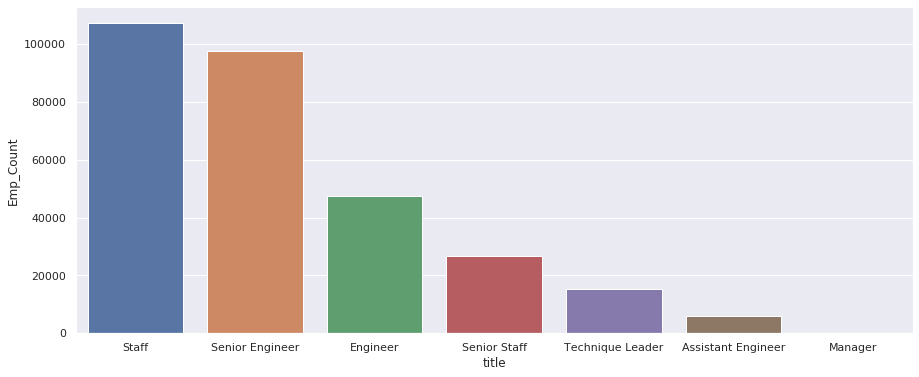 Emp_Count
100000
80000
60000
40000
20000
0
Staff Senior Engineer Engineer Senior Staff Technique Leader Assistant Engineer Manager
title